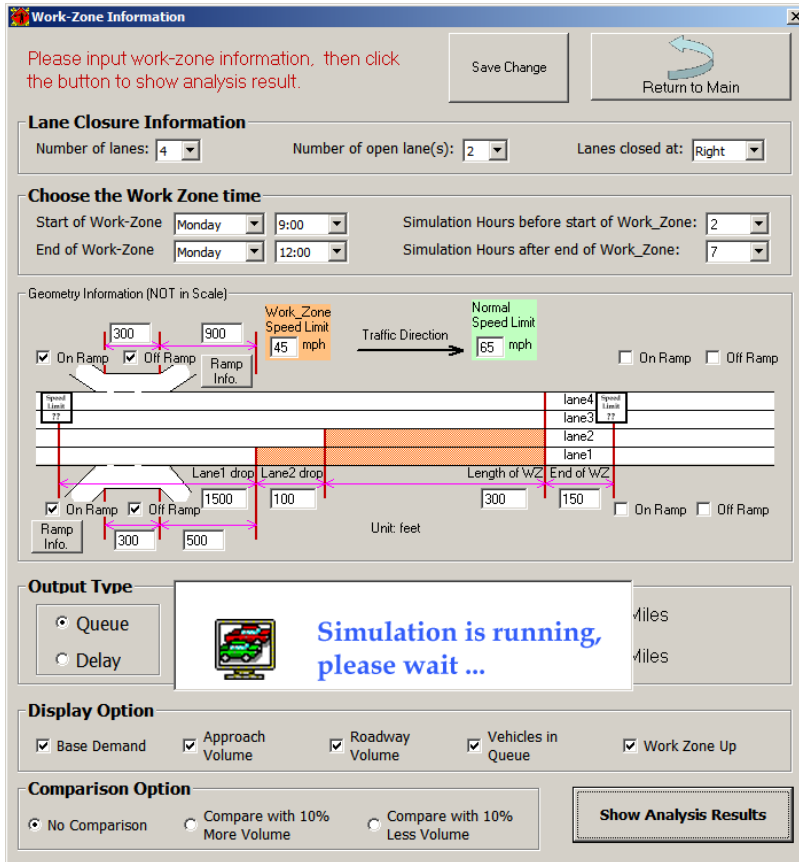 Work-Zone Information
Please input work-zone information, then click
the button to show analysis result.
Save Change
Return to Main
Lane Closure Information
Number of lanes: 4
Number of open lane(s): 2
Lanes closed at: Right
Choose the Work Zone time
Start of Work-Zone Monday 9:00
Simulation Hours before start of Work_Zone: 2
End of Work-Zone Monday 12:00
Simulation Hours after end of Work_Zone: 7
Geometry Information (NOT in Scale)
300
900
Work_Zone
Speed Limit
45 mph
Traffic Direction
Normal
Speed Limit
65 mph
On Ramp
Off Ramp
Ramp
Info.
On Ramp
Off Ramp
Speed
Limit
??
lane4
Speed
Limit
??
lane3
lane2
lane1
Lane1 drop
Lane2 drop
Length of WZ
End of WZ
1500
100
300
150
On Ramp
Off Ramp
On Ramp
Off Ramp
Ramp
Info.
300
500
Unit: feet
Output Type
Queue
Delay
Simulation is running,
please wait ...
Miles
Miles
Display Option
Base Demand
Approach
Volume
Roadway
Volume
Vehicles in
Queue
Work Zone Up
Comparison Option
No Comparison
Compare with 10%
More Volume
Compare with 10%
Less Volume
Show Analysis Results